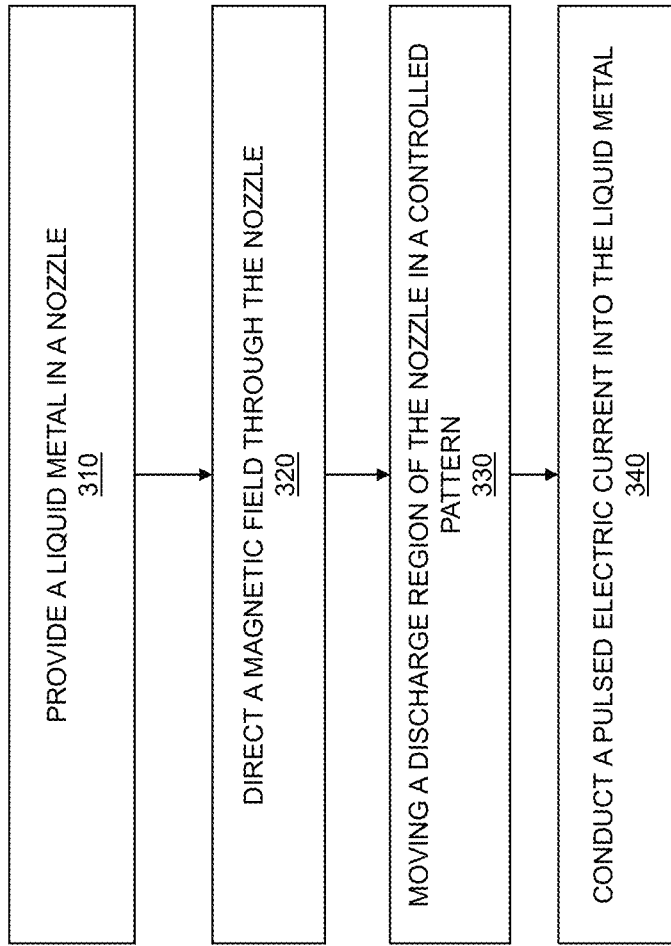 PROVIDE A LIQUID METAL IN A NOZZLE
310
DIRECT A MAGNETIC FIELD THROUGH THE NOZZLE
320
MOVING A DISCHARGE REGION OF THE NOZZLE IN A CONTROLLED
PATTERN
330
CONDUCT A PULSED ELECTRIC CURRENT INTO THE LIQUID METAL
340